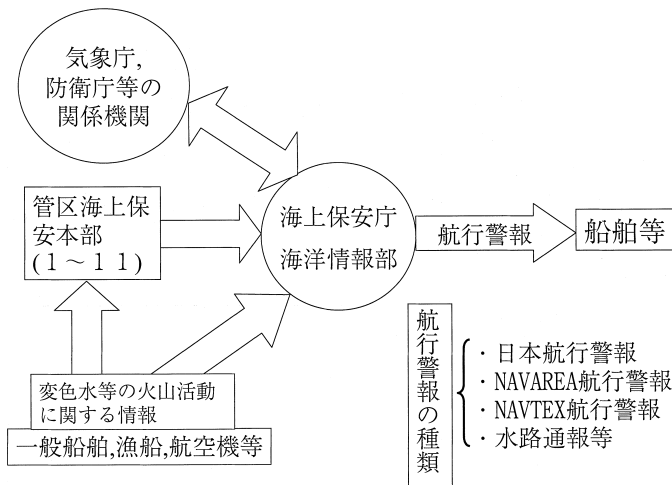 気象庁,
防衛庁等の
関係機関
管区海上保
安本部
(1～11)
海上保安庁
海洋情報部
航行警報
船舶等
変色水等の火山活動
に関する情報
一般船舶,漁船,航空機等
航行警報の種類
・日本航行警報
・NAVAREA航行警報
・NAVTEX航行警報
・水路通報等